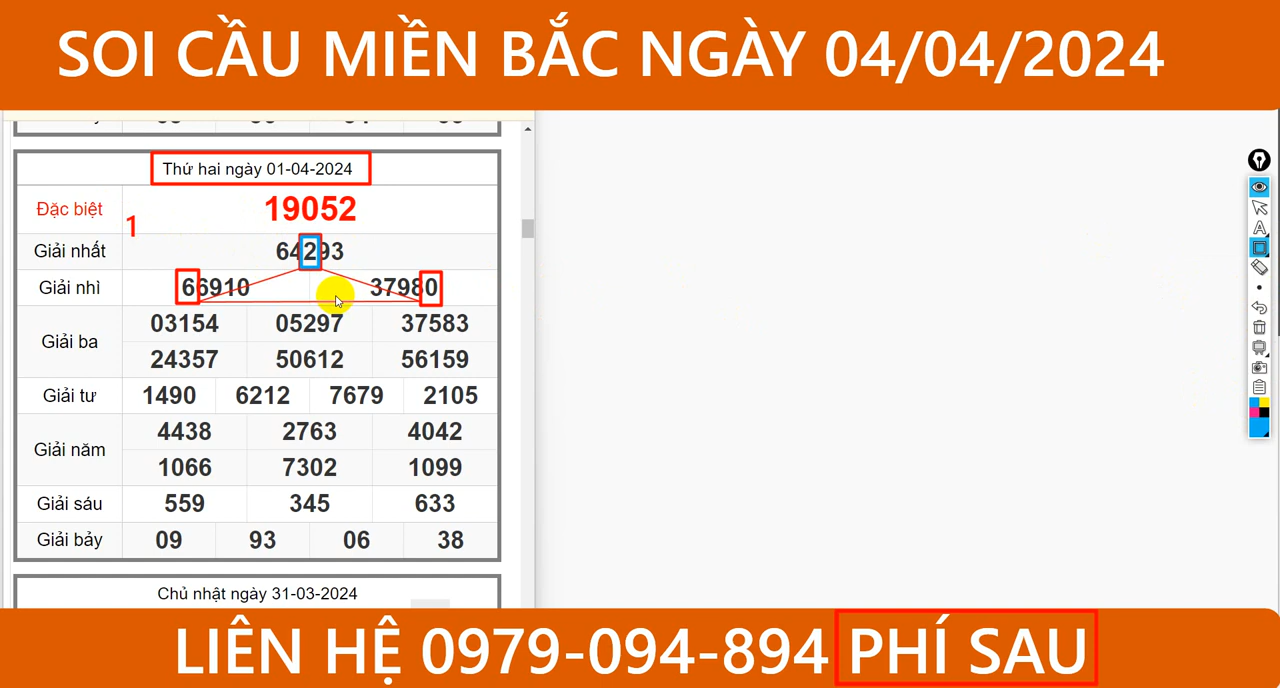 SOI CẦU MIỀN BẮC NGÀY 04/04/2024
Thứ hai ngày 01-04-2024
Đặc biệt 19052
1
Giải nhất 64293
Giải nhì 66910 37980
Giải ba 03154 05297 37583
24357 50612 56159
Giải tư 1490 6212 7679 2105
Giải năm 4438 2763 4042
1066 7302 1099
Giải sáu 559 345 633
Giải bảy 09 93 06 38
Chủ nhật ngày 31-03-2024
LIÊN HỆ 0979-094-894 PHÍ SAU